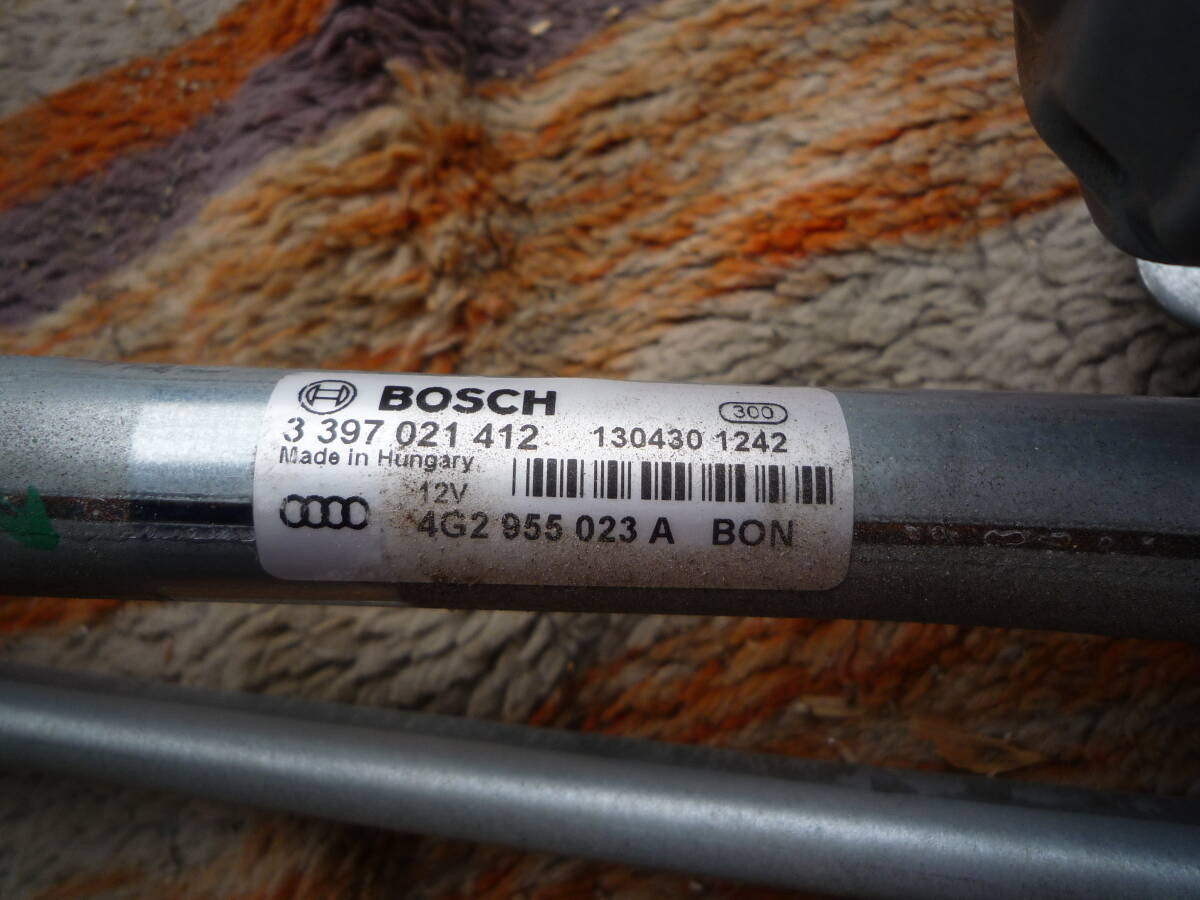 BOSCH 300
3 397 021 412 130430 1242
Made in Hungary
12V
4G2 955 023 A BON